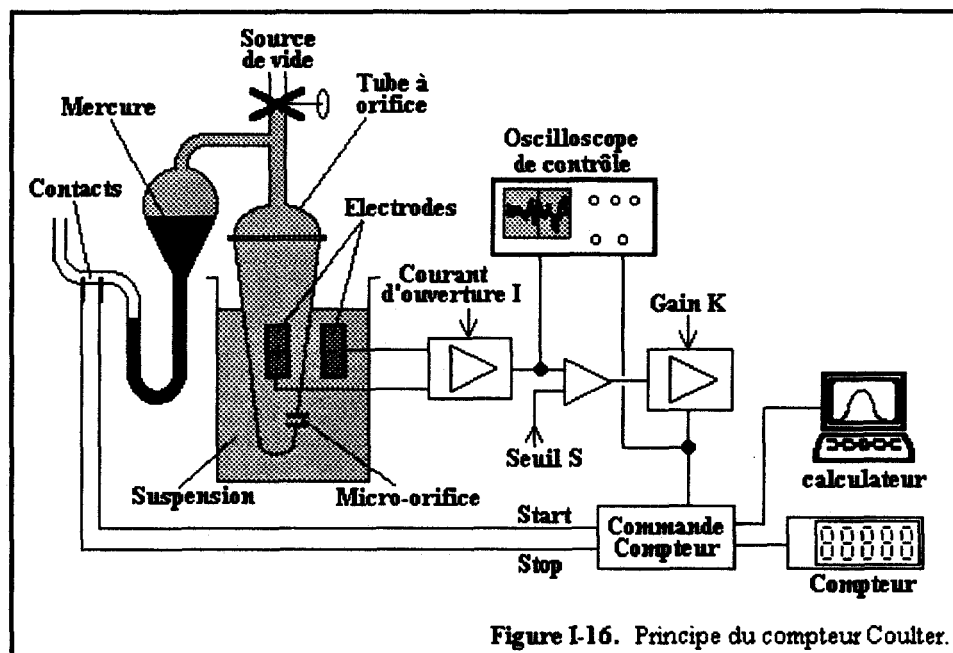 Source
de vide
Tube à
orifice
Mercure
Oscilloscope
de contrôle
Contacts
Electrodes
Courant
d'ouverture I
Gain K
Seuil S
calculateur
Suspension
Micro-orifice
Start
Commande
Compteur
Stop
00000
Compteur
Figure I-16. Principe du compteur Coulter.